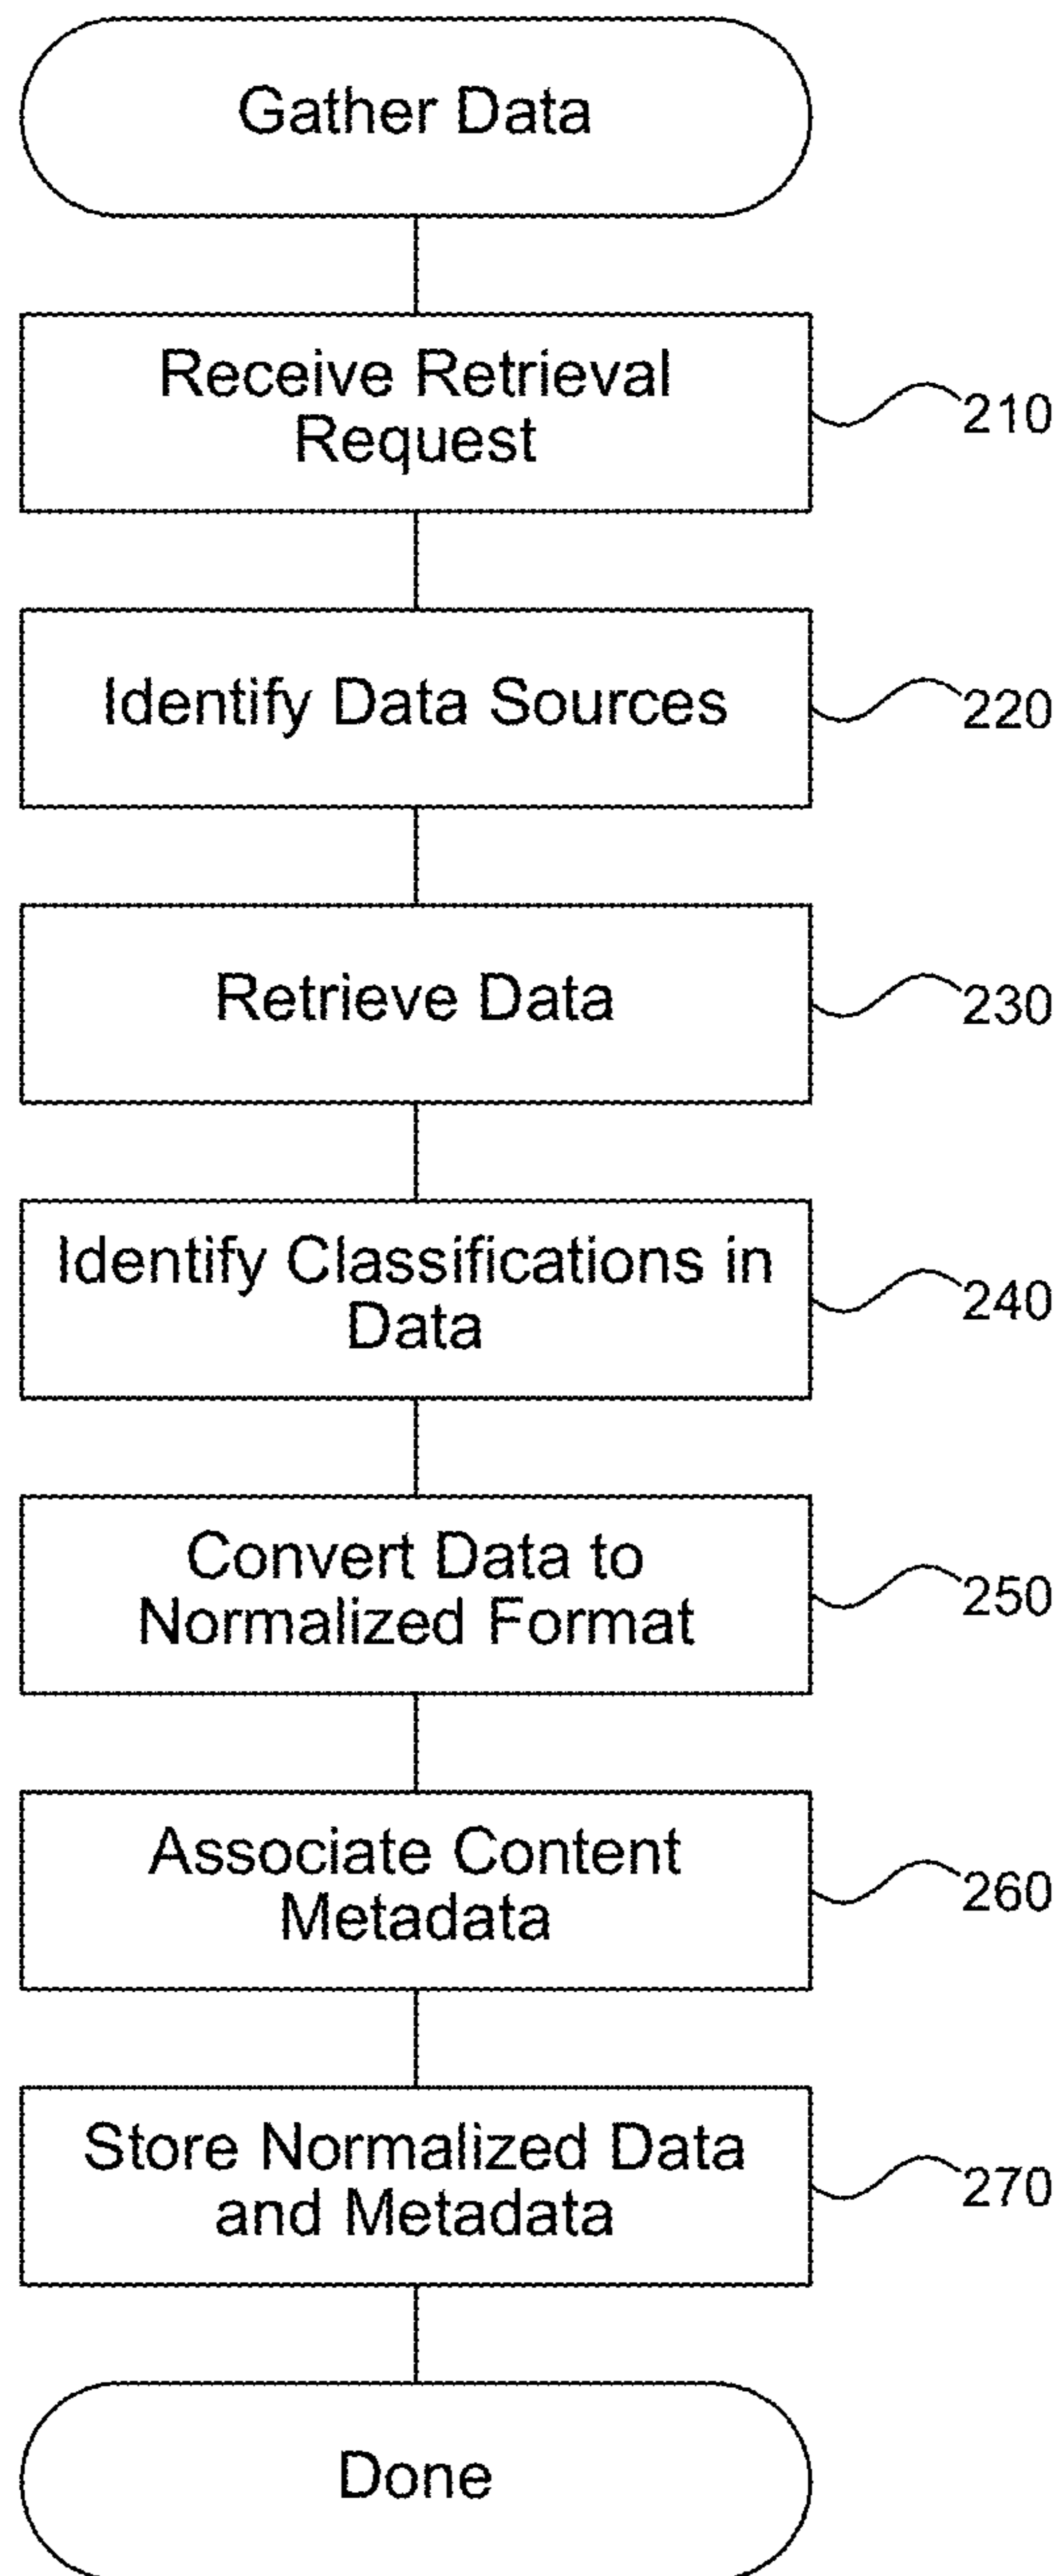 Gather Data
Receive Retrieval
Request
210
Identify Data Sources
220
Retrieve Data
230
Identify Classifications in
Data
240
Convert Data to
Normalized Format
250
Associate Content
Metadata
260
Store Normalized Data
and Metadata
270
Done